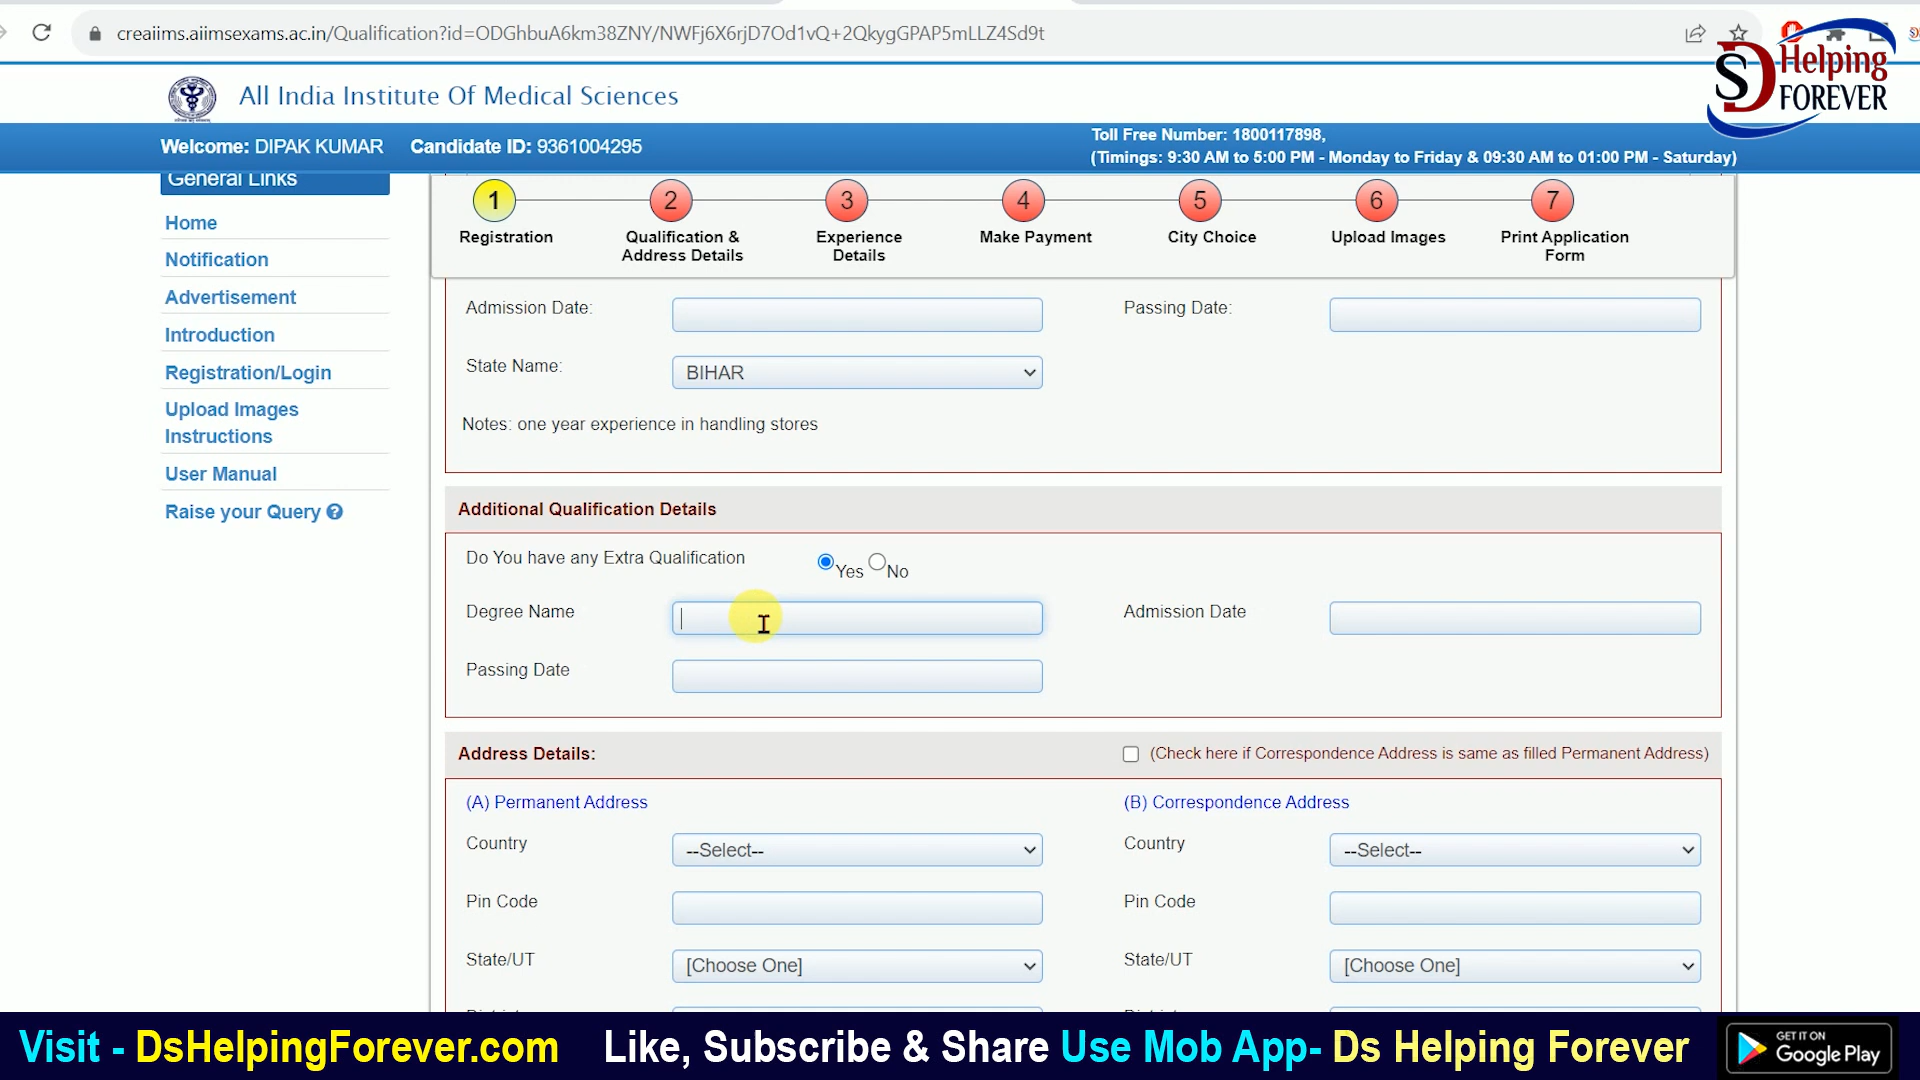 creaiims.aiimsexams.ac.in/Qualification?id=ODGhbuA6km38ZNY/NWFj6X6rjD7Od1vQ+2QkygGPAP5mLLZ4Sd9t
SD Helping
FOREVER
All India Institute Of Medical Sciences
Welcome: DIPAK KUMAR Candidate ID: 9361004295
Toll Free Number: 1800117898,
(Timings: 9:30 AM to 5:00 PM - Monday to Friday & 09:30 AM to 01:00 PM - Saturday)
General Links
Home
Notification
Advertisement
Introduction
Registration/Login
Upload Images
Instructions
User Manual
Raise your Query ?
1 2 3 4 5 6 7
Registration
Qualification &
Address Details
Experience
Details
Make Payment
City Choice
Upload Images
Print Application
Form
Admission Date: Passing Date:
State Name: BIHAR
Notes: one year experience in handling stores
Additional Qualification Details
Do You have any Extra Qualification Yes No
Degree Name Admission Date
Passing Date
Address Details: (Check here if Correspondence Address is same as filled Permanent Address)
(A) Permanent Address (B) Correspondence Address
Country --Select-- Country --Select--
Pin Code Pin Code
State/UT [Choose One] State/UT [Choose One]
Visit - DsHelpingForever.com Like, Subscribe & Share Use Mob App- Ds Helping Forever
GET IT ON
Google Play